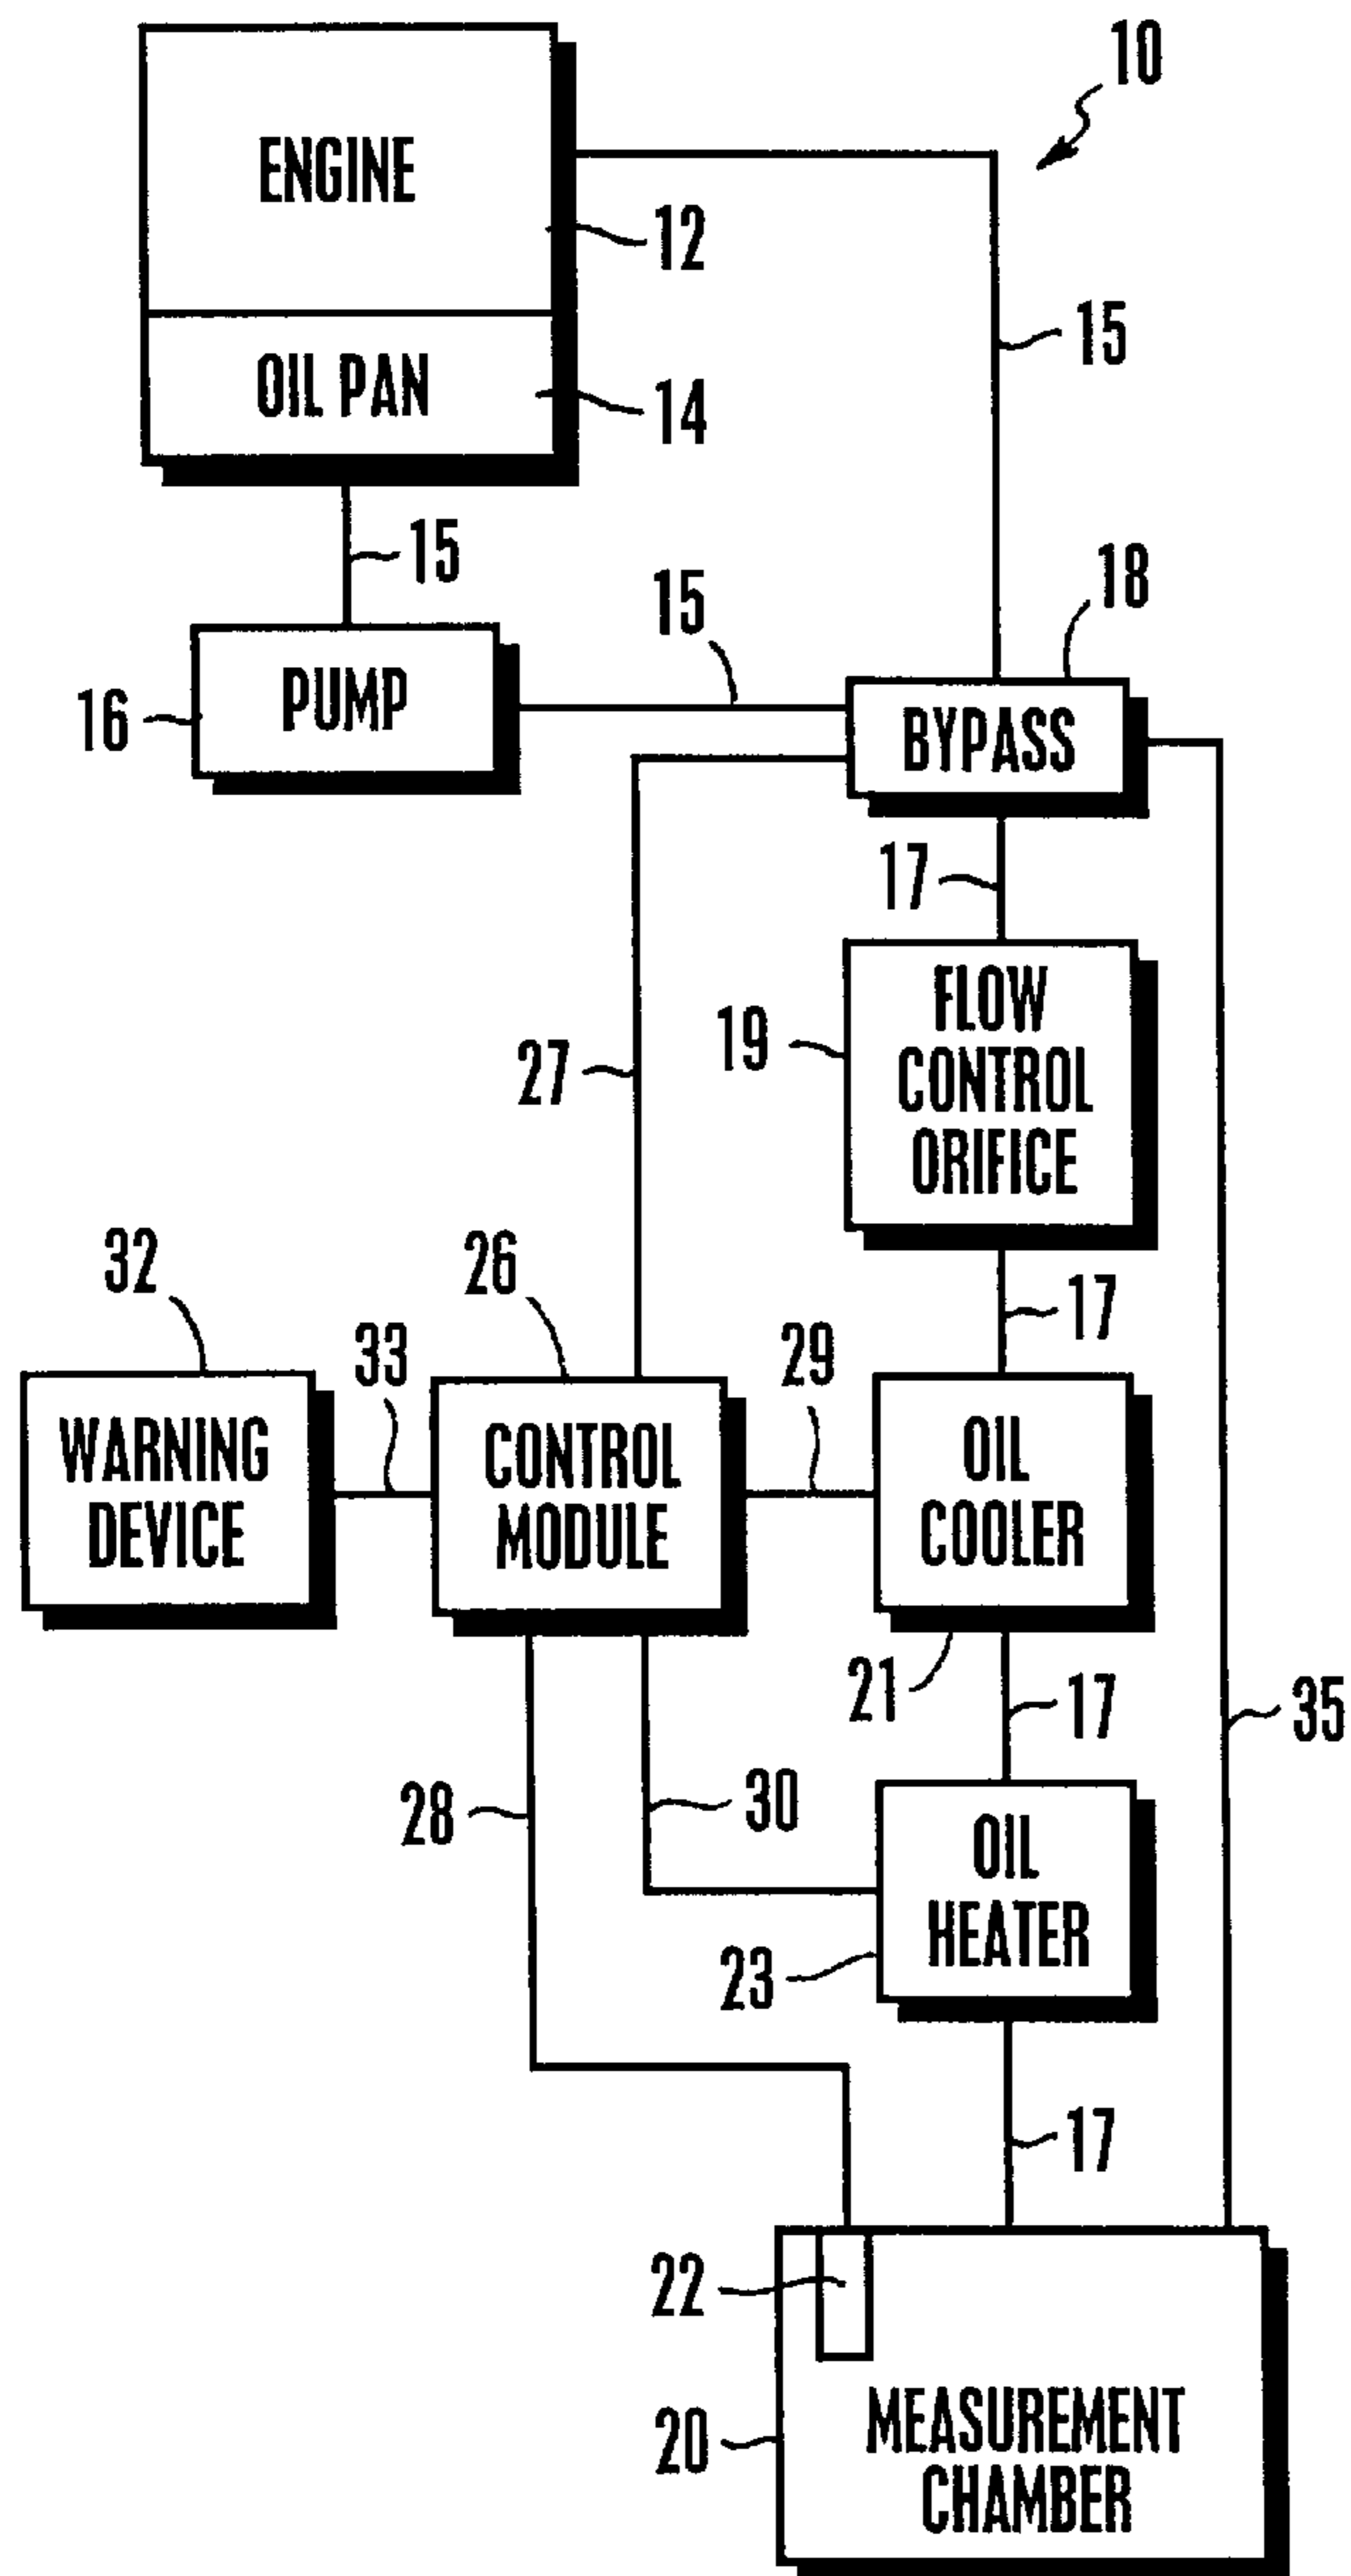 10
ENGINE
12
15
OIL PAN
14
15
15
18
PUMP
16
BYPASS
17
FLOW
CONTROL
ORIFICE
19
27
32
26
17
33
29
WARNING
DEVICE
CONTROL
MODULE
OIL
COOLER
21
17
35
28
30
OIL
HEATER
23
17
22
20
MEASUREMENT
CHAMBER